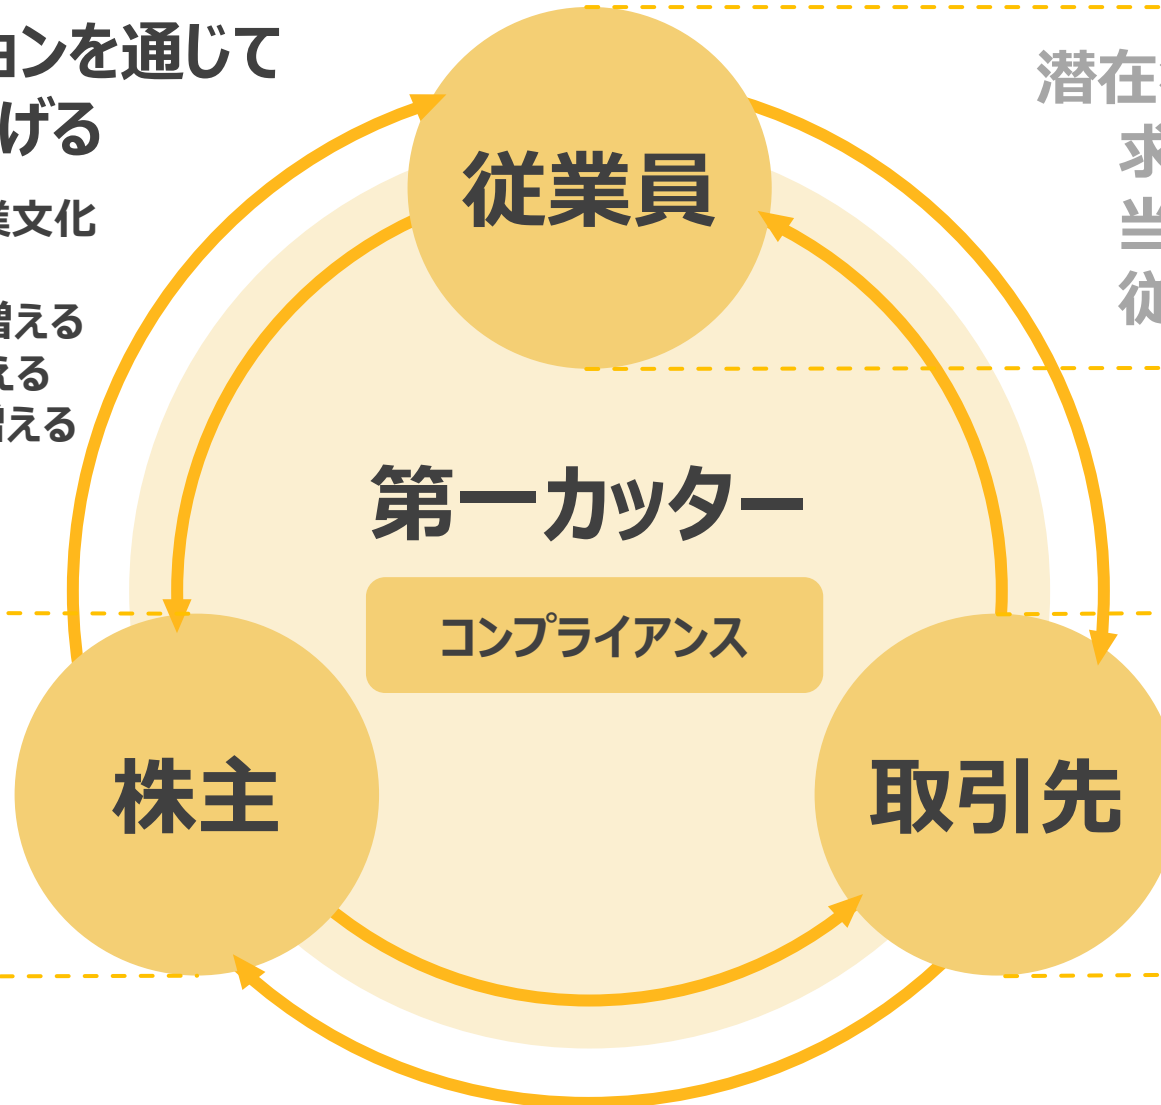 ョンを通じて
げる
業文化
増える
える
増える
従業員
潜在
求
当
従
第一カッター
コンプライアンス
株主
取引先